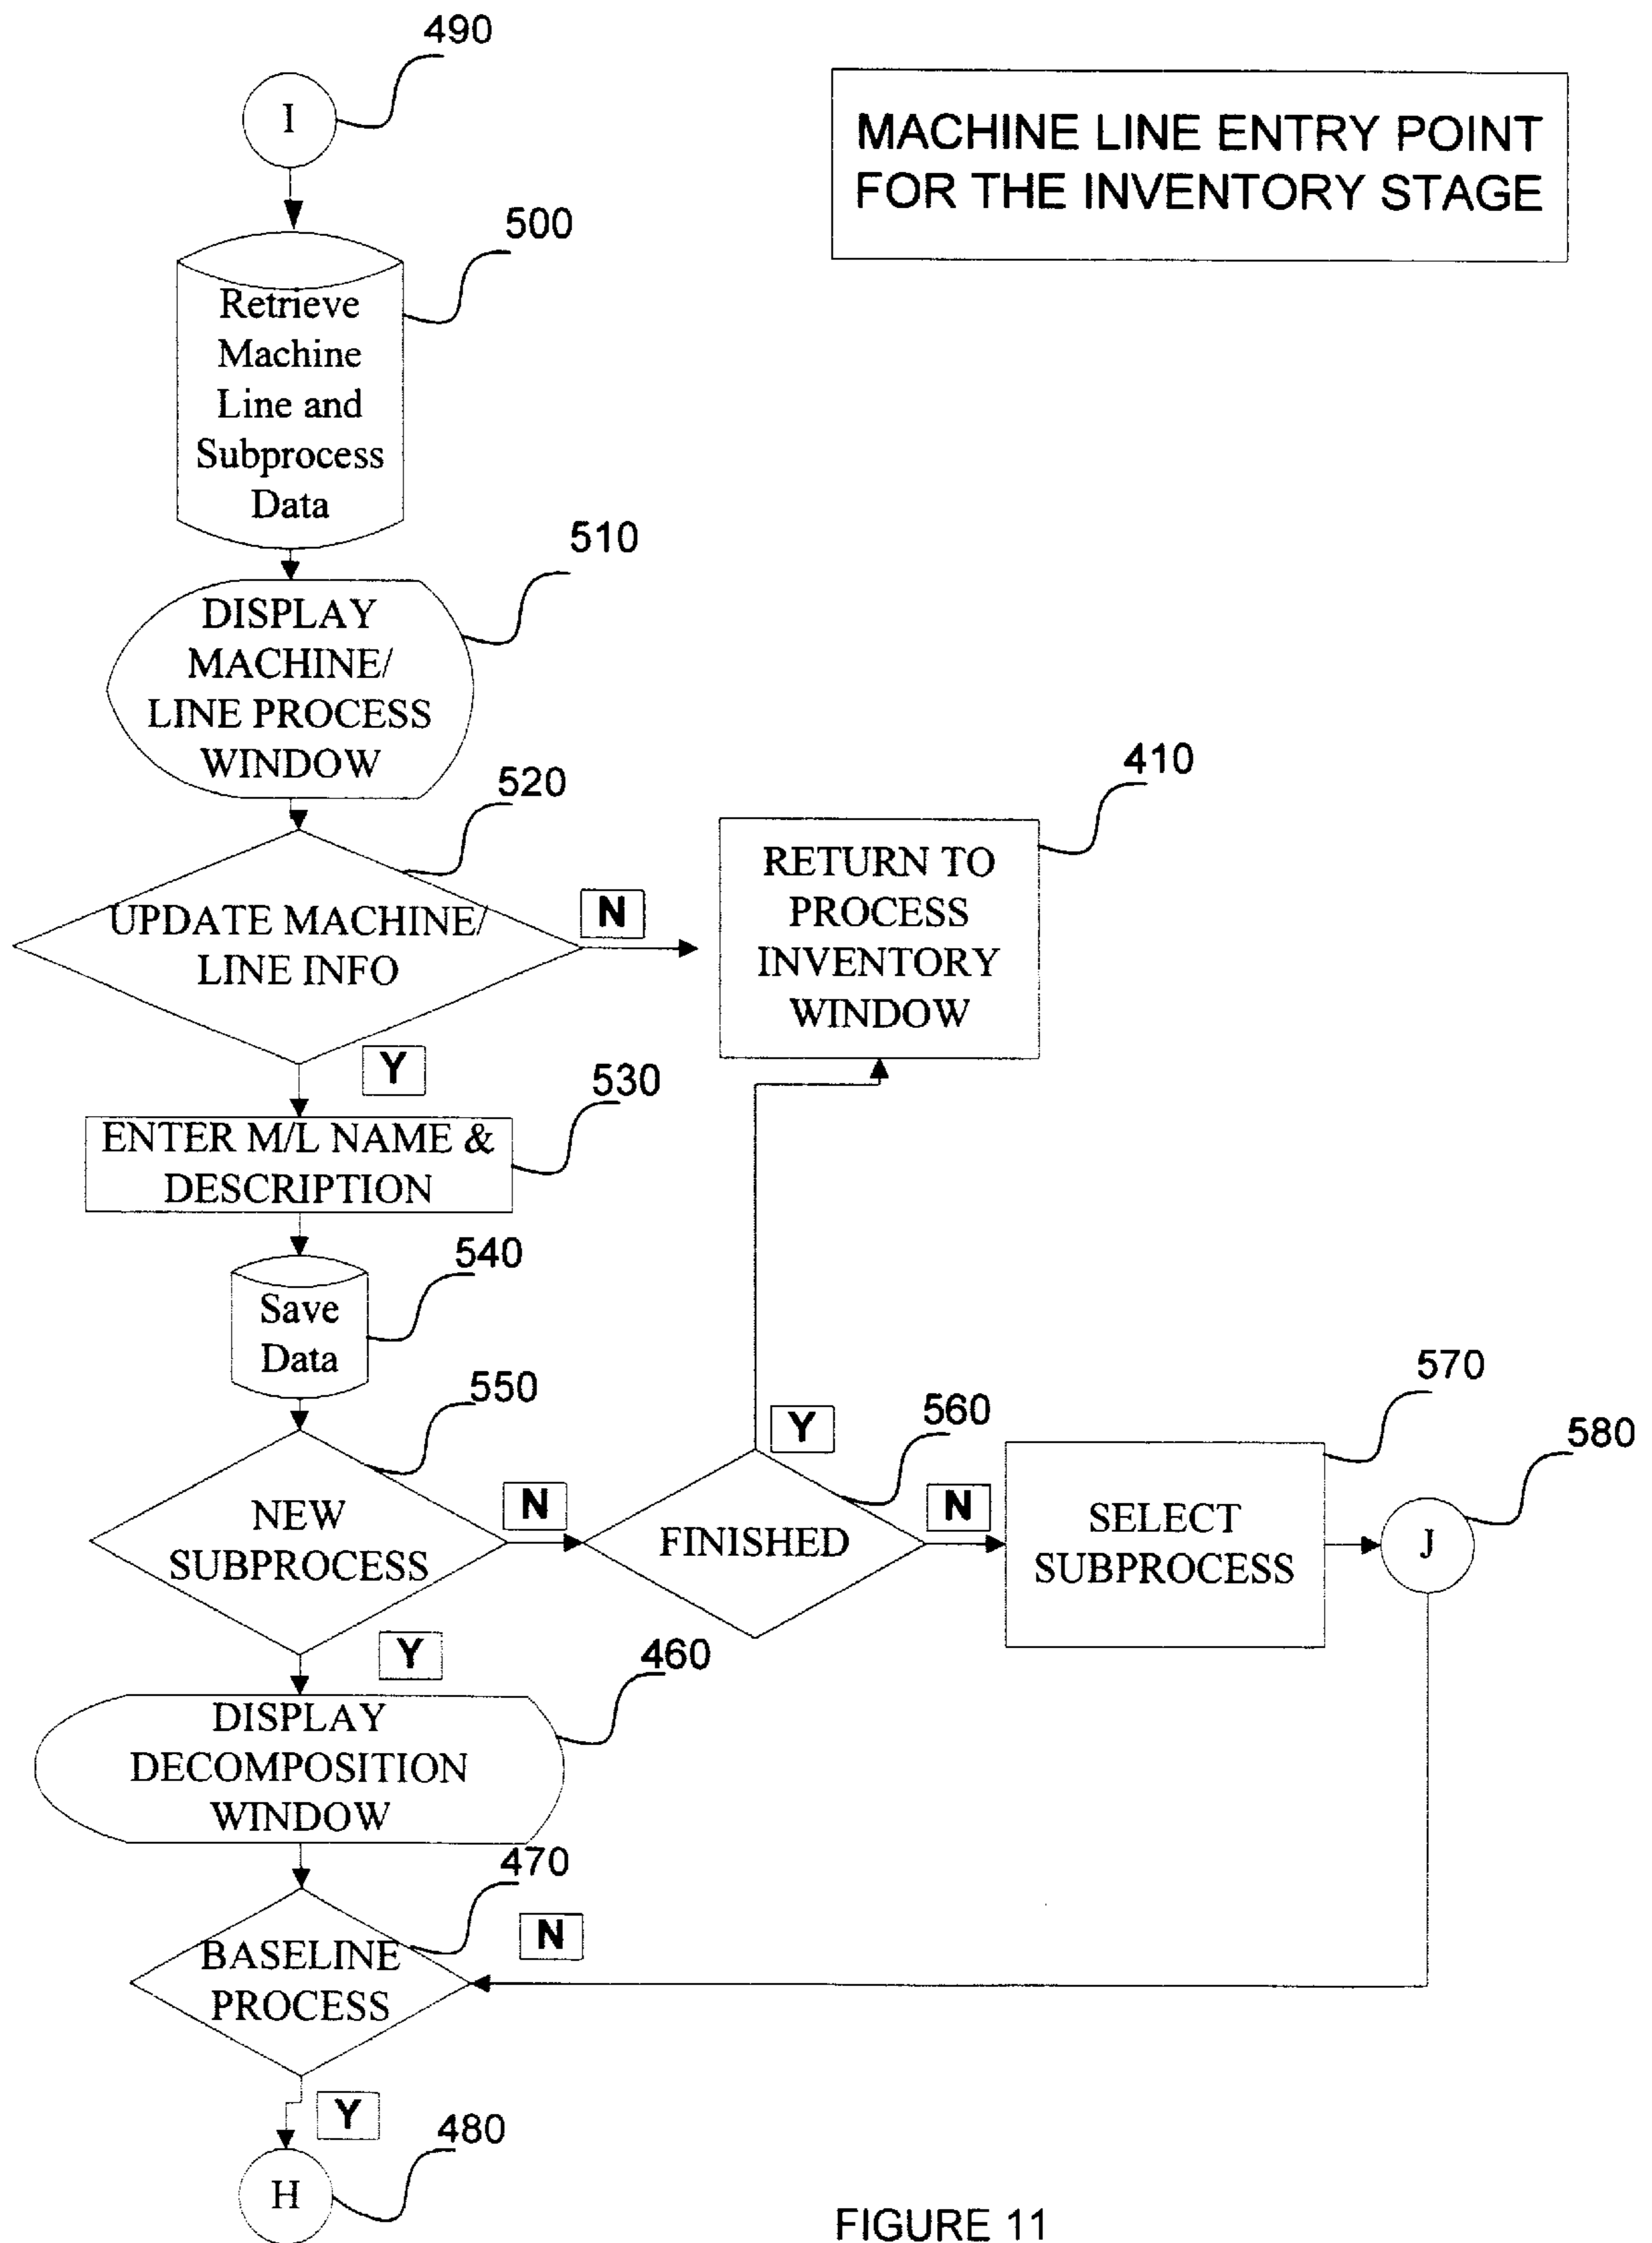 490
I
MACHINE LINE ENTRY POINT
FOR THE INVENTORY STAGE
500
Retrieve
Machine
Line and
Subprocess
Data
510
DISPLAY
MACHINE/
LINE PROCESS
WINDOW
520
UPDATE MACHINE/
LINE INFO
N
410
RETURN TO
PROCESS
INVENTORY
WINDOW
Y
530
ENTER M/L NAME &
DESCRIPTION
540
Save
Data
550
NEW
SUBPROCESS
N
Y
560
FINISHED
N
570
SELECT
SUBPROCESS
580
J
Y
460
DISPLAY
DECOMPOSITION
WINDOW
470
BASELINE
PROCESS
N
Y
480
H
FIGURE 11